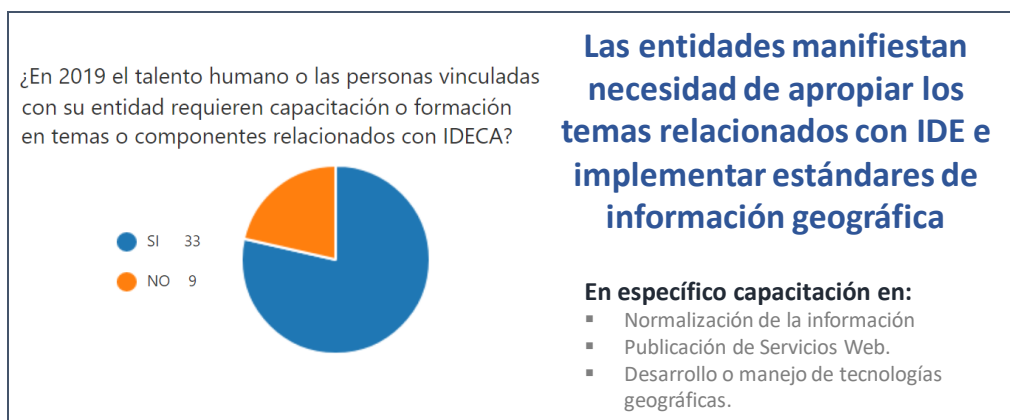 ¿En 2019 el talento humano o las personas vinculadas
con su entidad requieren capacitación o formación
en temas o componentes relacionados con IDECA?
SI 33
NO 9
Las entidades manifiestan
necesidad de apropiar los
temas relacionados con IDE e
implementar estándares de
información geográfica
En específico capacitación en:
▪ Normalización de la información
▪ Publicación de Servicios Web.
▪ Desarrollo o manejo de tecnologías
geográficas.